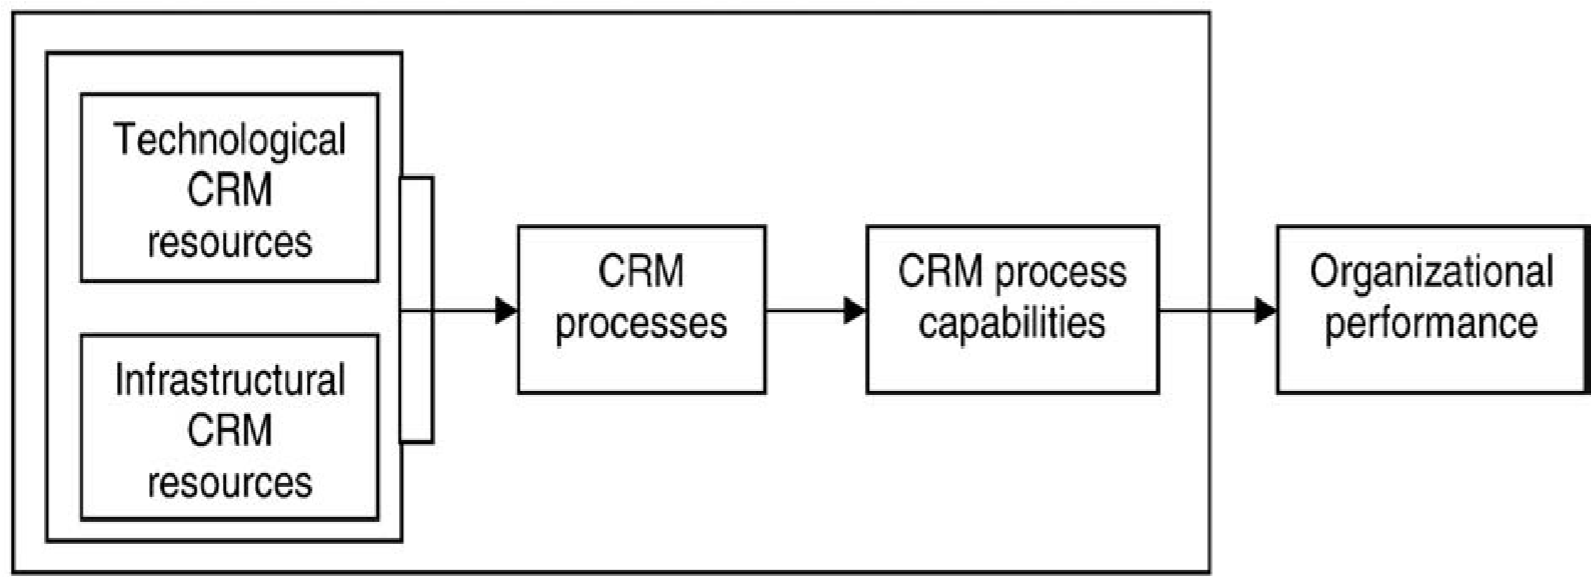 Technological
CRM
resources
Infrastructural
CRM
resources
CRM
processes
CRM process
capabilities
Organizational
performance